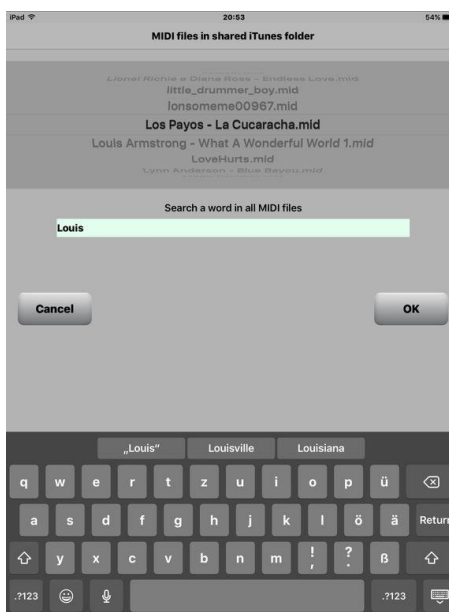 iPad 20:53 54%
MIDI files in shared iTunes folder
Lionel Richie e Diana Ross - Endless Love.mid
little_drummer_boy.mid
lonsomeme00967.mid
Los Payos - La Cucaracha.mid
Louis Armstrong - What A Wonderful World 1.mid
LoveHurts.mid
Lynn Anderson - Blue Bayou.mid
Search a word in all MIDI files
Louis
Cancel OK
„Louis“ Louisville Louisiana
q w e r t z u i o p ü
a s d f g h j k l ö ä Return
y x c v b n m ! , ? . ß
.?123 .?123